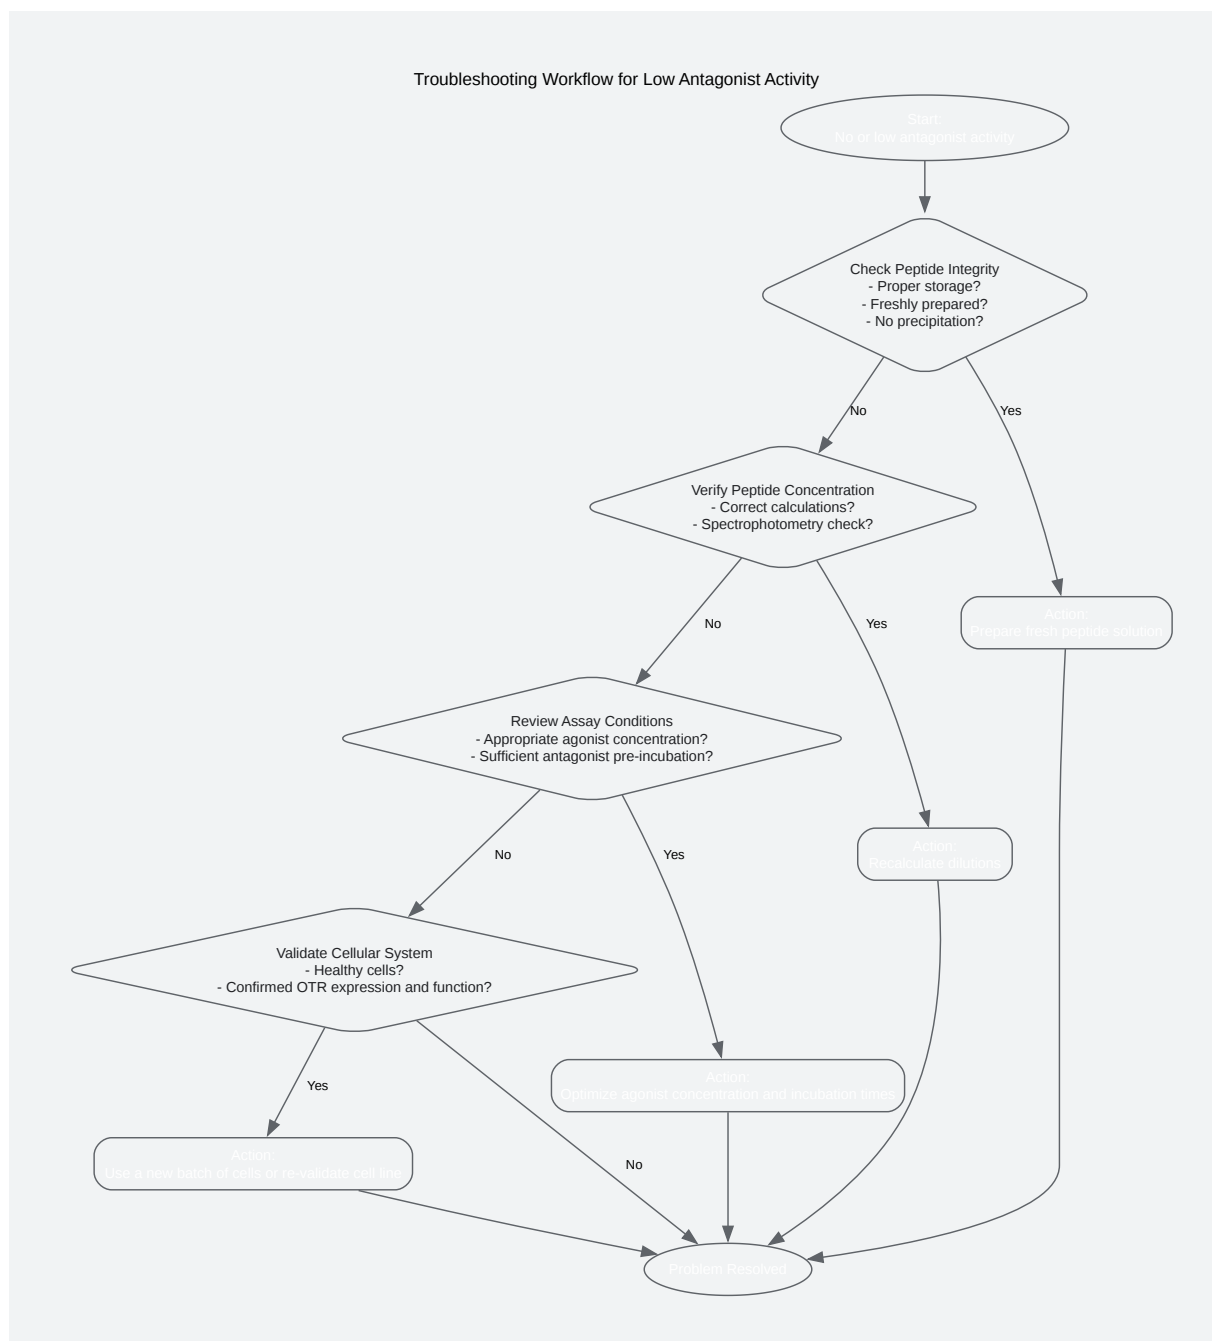 Troubleshooting Workflow for Low Antagonist Activity
Start:
No or low antagonist activity
Check Peptide Integrity
- Proper storage?
- Freshly prepared?
- No precipitation?
No
Yes
Verify Peptide Concentration
- Correct calculations?
- Spectrophotometry check?
No
Yes
Action:
Prepare fresh peptide solution
Review Assay Conditions
- Appropriate agonist concentration?
- Sufficient antagonist pre-incubation?
No
Yes
Action:
Recalculate dilutions
Validate Cellular System
- Healthy cells?
- Confirmed OTR expression and function?
Yes
No
Action:
Optimize agonist concentration and incubation times
Action:
Use a new batch of cells or re-validate cell line
Problem Resolved